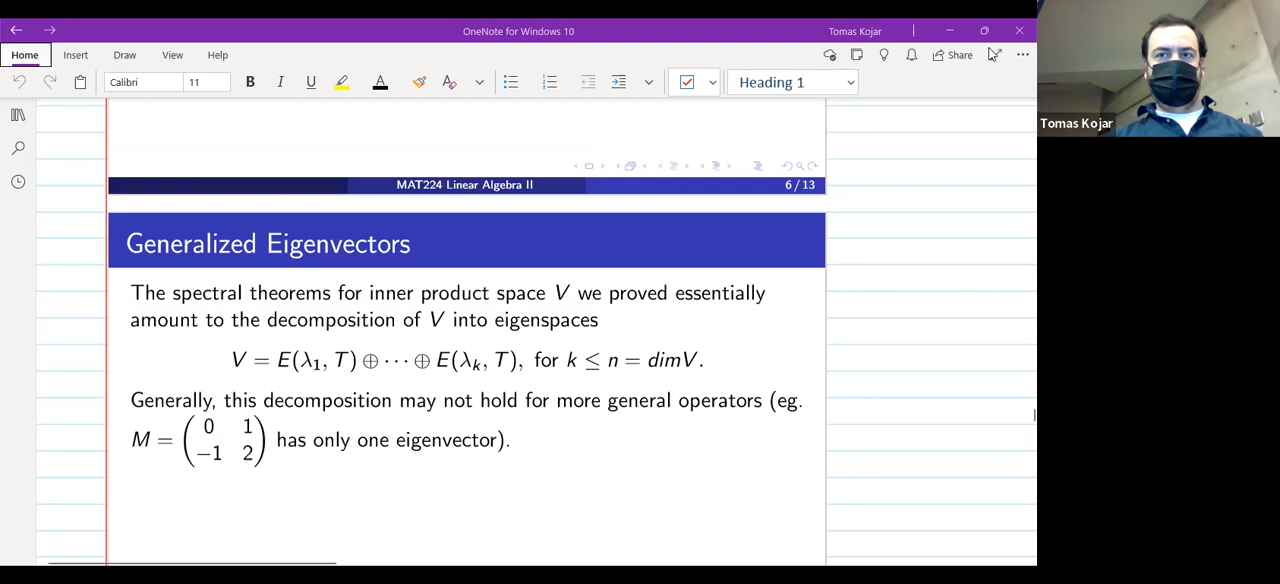 OneNote for Windows 10
Tomas Kojar
Home Insert Draw View Help
Share
Calibri 11 B I U A A Heading 1
Tomas Kojar
MAT224 Linear Algebra II 6 / 13
Generalized Eigenvectors
The spectral theorems for inner product space V we proved essentially
amount to the decomposition of V into eigenspaces
V = E(λ₁, T) ⊕ ··· ⊕ E(λₖ, T), for k ≤ n = dimV.
Generally, this decomposition may not hold for more general operators (eg.
M = ( 0 1
-1 2 ) has only one eigenvector).